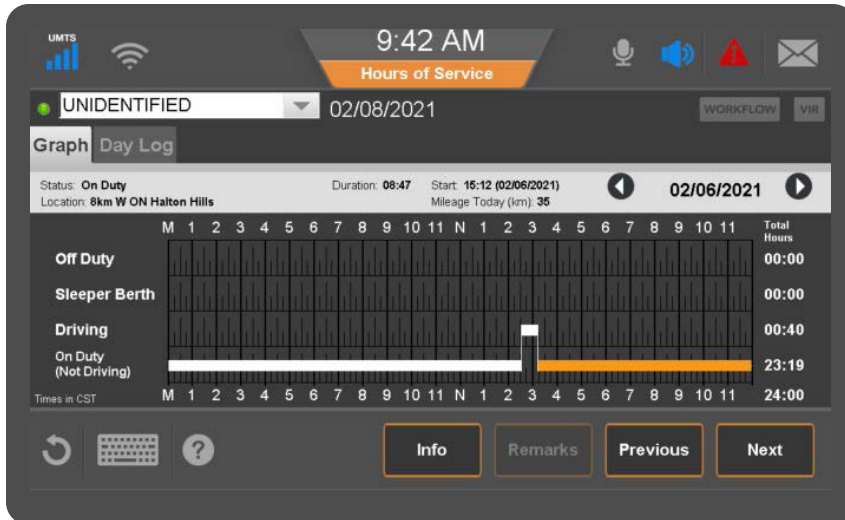 UMTS
9:42 AM
Hours of Service
UNIDENTIFIED 02/08/2021 WORKFLOW VIR
Graph Day Log
Status: On Duty Duration: 08:47 Start: 15:12 (02/06/2021) 02/06/2021
Location: 8km W ON Halton Hills Mileage Today (km): 35
M 1 2 3 4 5 6 7 8 9 10 11 N 1 2 3 4 5 6 7 8 9 10 11 Total Hours
Off Duty 00:00
Sleeper Berth 00:00
Driving 00:40
On Duty
(Not Driving) 23:19
Times in CST M 1 2 3 4 5 6 7 8 9 10 11 N 1 2 3 4 5 6 7 8 9 10 11 24:00
? Info Remarks Previous Next